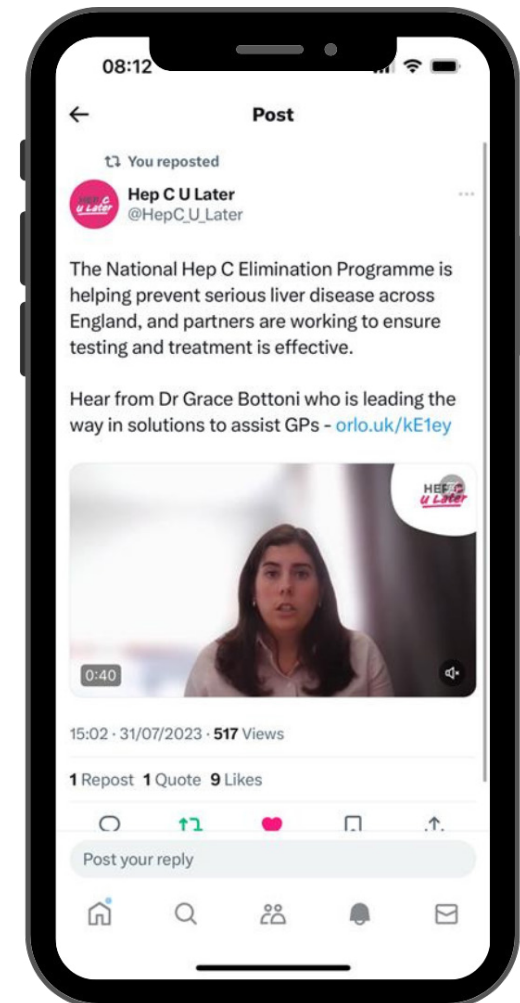 08:12
Post
You reposted
HEP C
U Later
Hep C U Later
@HepC_U_Later
The National Hep C Elimination Programme is
helping prevent serious liver disease across
England, and partners are working to ensure
testing and treatment is effective.
Hear from Dr Grace Bottoni who is leading the
way in solutions to assist GPs - orlo.uk/kE1ey
HEP C
U Later
0:40
15:02 · 31/07/2023 · 517 Views
1 Repost 1 Quote 9 Likes
Post your reply